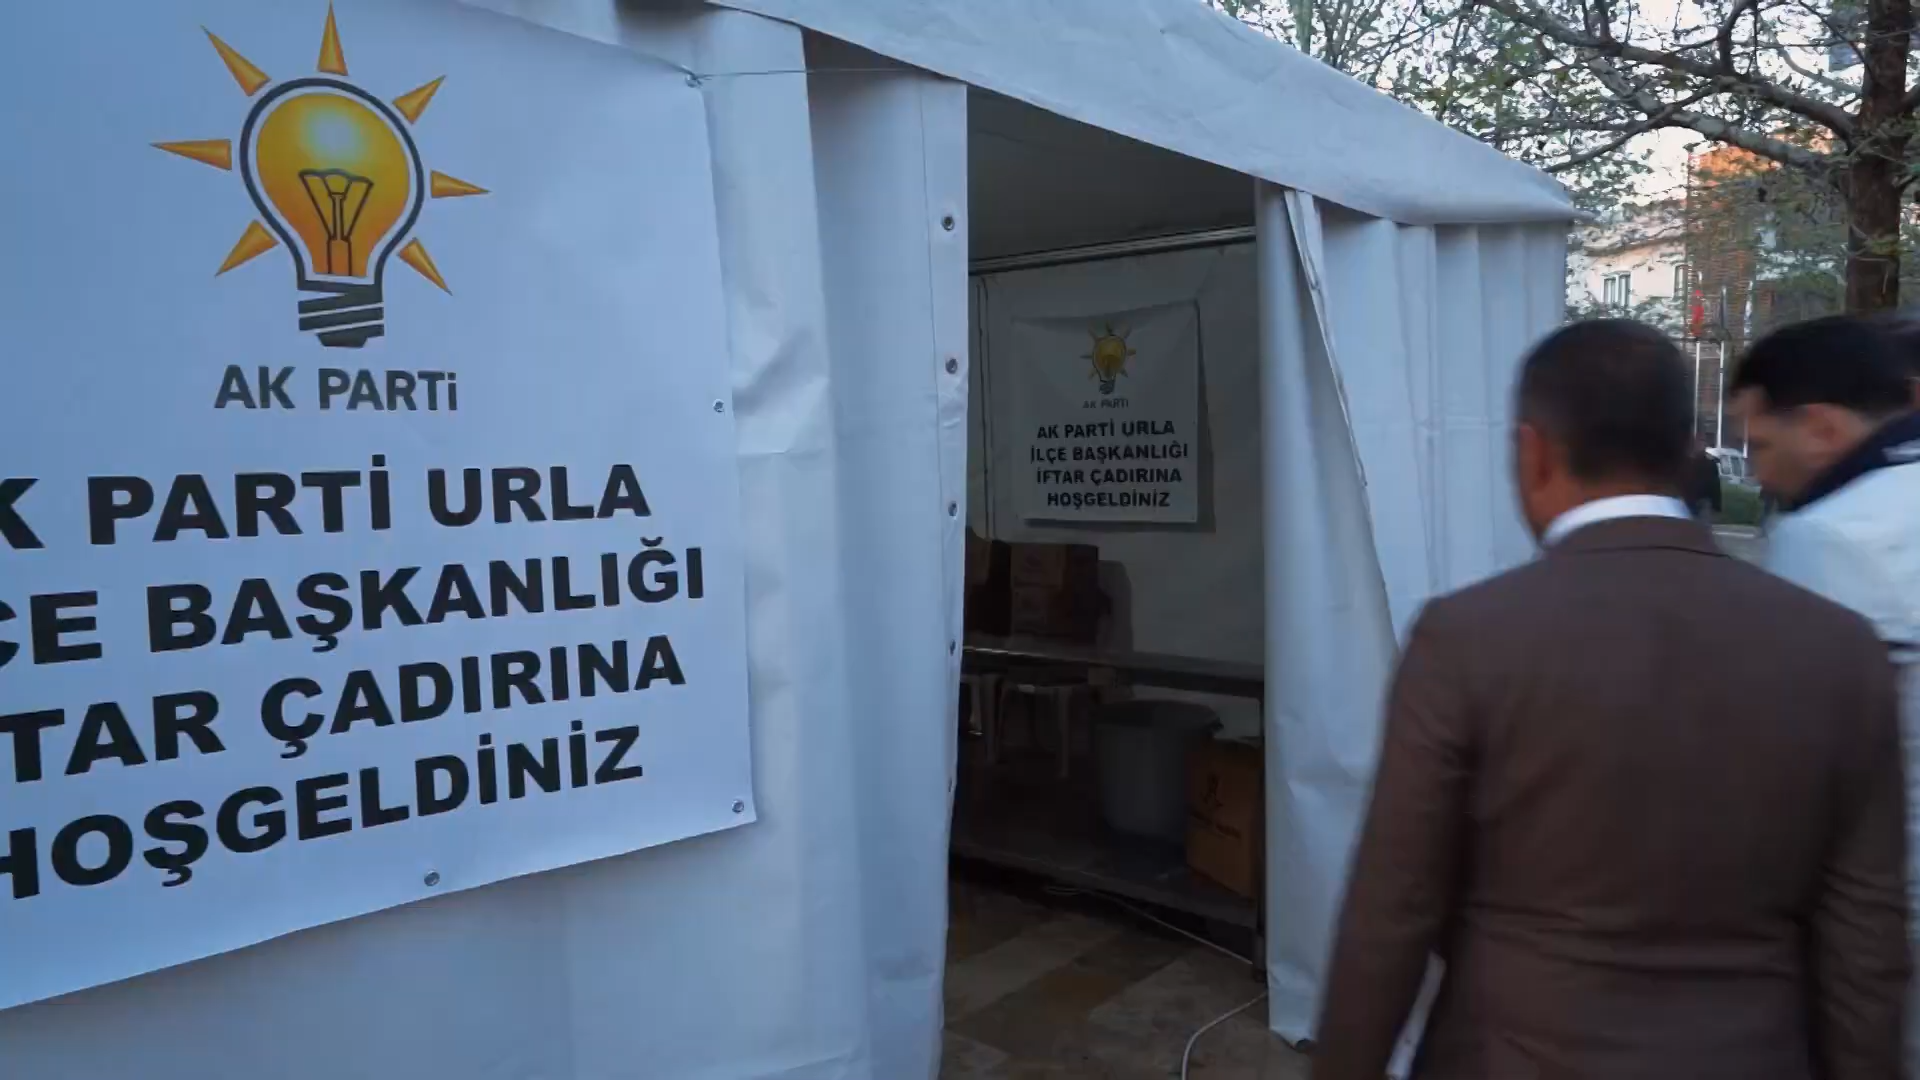 AK PARTİ
K PARTİ URLA
ÇE BAŞKANLIĞI
TAR ÇADIRINA
HOŞGELDİNİZ
AK PARTİ
AK PARTİ URLA
İLÇE BAŞKANLIĞI
İFTAR ÇADIRINA
HOŞGELDİNİZ